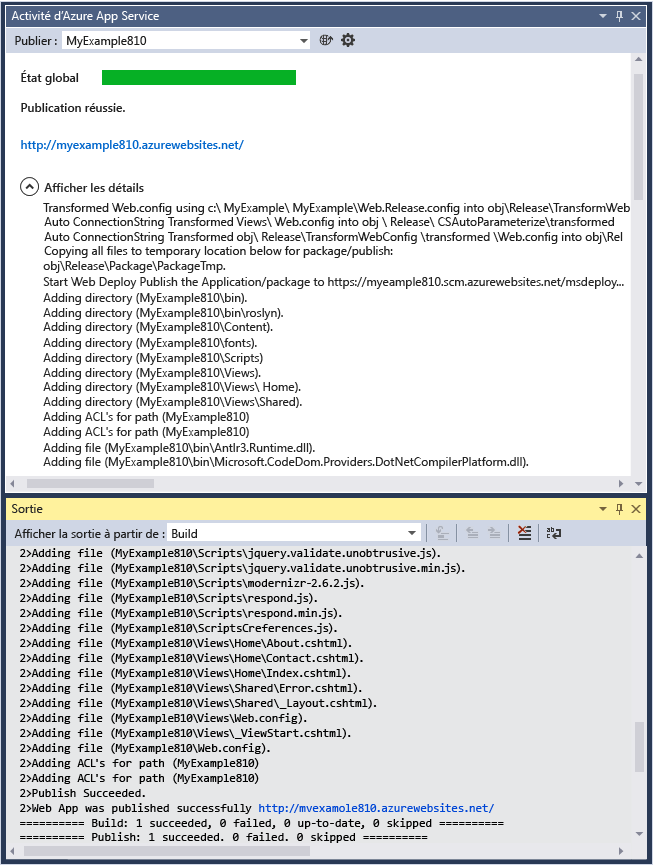 Activité d'Azure App Service
Publier : MyExample810
État global
Publication réussie.
http://myexample810.azurewebsites.net/
Afficher les détails
Transformed Web.config using c:\ MyExample\ MyExample\Web.Release.config into obj\Release\TransformWeb
Auto ConnectionString Transformed Views\ Web.config into obj \ Release\ CSAutoParameterize\transformed
Auto ConnectionString Transformed obj\ Release\TransformWebConfig \transformed \Web.config into obj\Rel
Copying all files to temporary location below for package/publish:
obj\Release\Package\PackageTmp.
Start Web Deploy Publish the Application/package to https://myeample810.scm.azurewebsites.net/msdeploy...
Adding directory (MyExample810\bin).
Adding directory (MyExample810\bin\roslyn).
Adding directory (MyExample810\Content).
Adding directory (MyExample810\fonts).
Adding directory (MyExample810\Scripts)
Adding directory (MyExample810\Views).
Adding directory (MyExample810\Views\ Home).
Adding directory (MyExample810\Views\Shared).
Adding ACL's for path (MyExample810)
Adding ACL's for path (MyExample810)
Adding file (MyExample810\bin\Antlr3.Runtime.dll).
Adding file (MyExample810\bin\Microsoft.CodeDom.Providers.DotNetCompilerPlatform.dll).
Sortie
Afficher la sortie à partir de : Build
2>Adding file (MyExample810\Scripts\jquery.validate.unobtrusive.js).
2>Adding file (MyExample810\Scripts\jquery.validate.unobtrusive.min.js).
2>Adding file (MyExampleB10\Scripts\modernizr-2.6.2.js).
2>Adding file (MyExampleB10\Scripts\respond.js).
2>Adding file (MyExampleB10\Scripts\respond.min.js).
2>Adding file (MyExample810\ScriptsCreferences.js).
2>Adding file (MyExample810\Views\Home\About.cshtml).
2>Adding file (MyExample810\Views\Home\Contact.cshtml).
2>Adding file (MyExample810\Views\Home\Index.cshtml).
2>Adding file (MyExample810\Views\Shared\Error.cshtml).
2>Adding file (MyExample810\Views\Shared\_Layout.cshtml).
2>Adding file (MyExampleB10\Views\Web.config).
2>Adding file (MyExample810\Views\_ViewStart.cshtml).
2>Adding file (MyExample810\Web.config).
2>Adding ACL's for path (MyExample810)
2>Adding ACL's for path (MyExample810)
2>Publish Succeeded.
2>Web App was published successfully http://mvexamole810.azurewebsites.net/
========== Build: 1 succeeded, 0 failed, 0 up-to-date, 0 skipped ==========
========== Publish: 1 succeeded. 0 failed. 0 skipped ==========